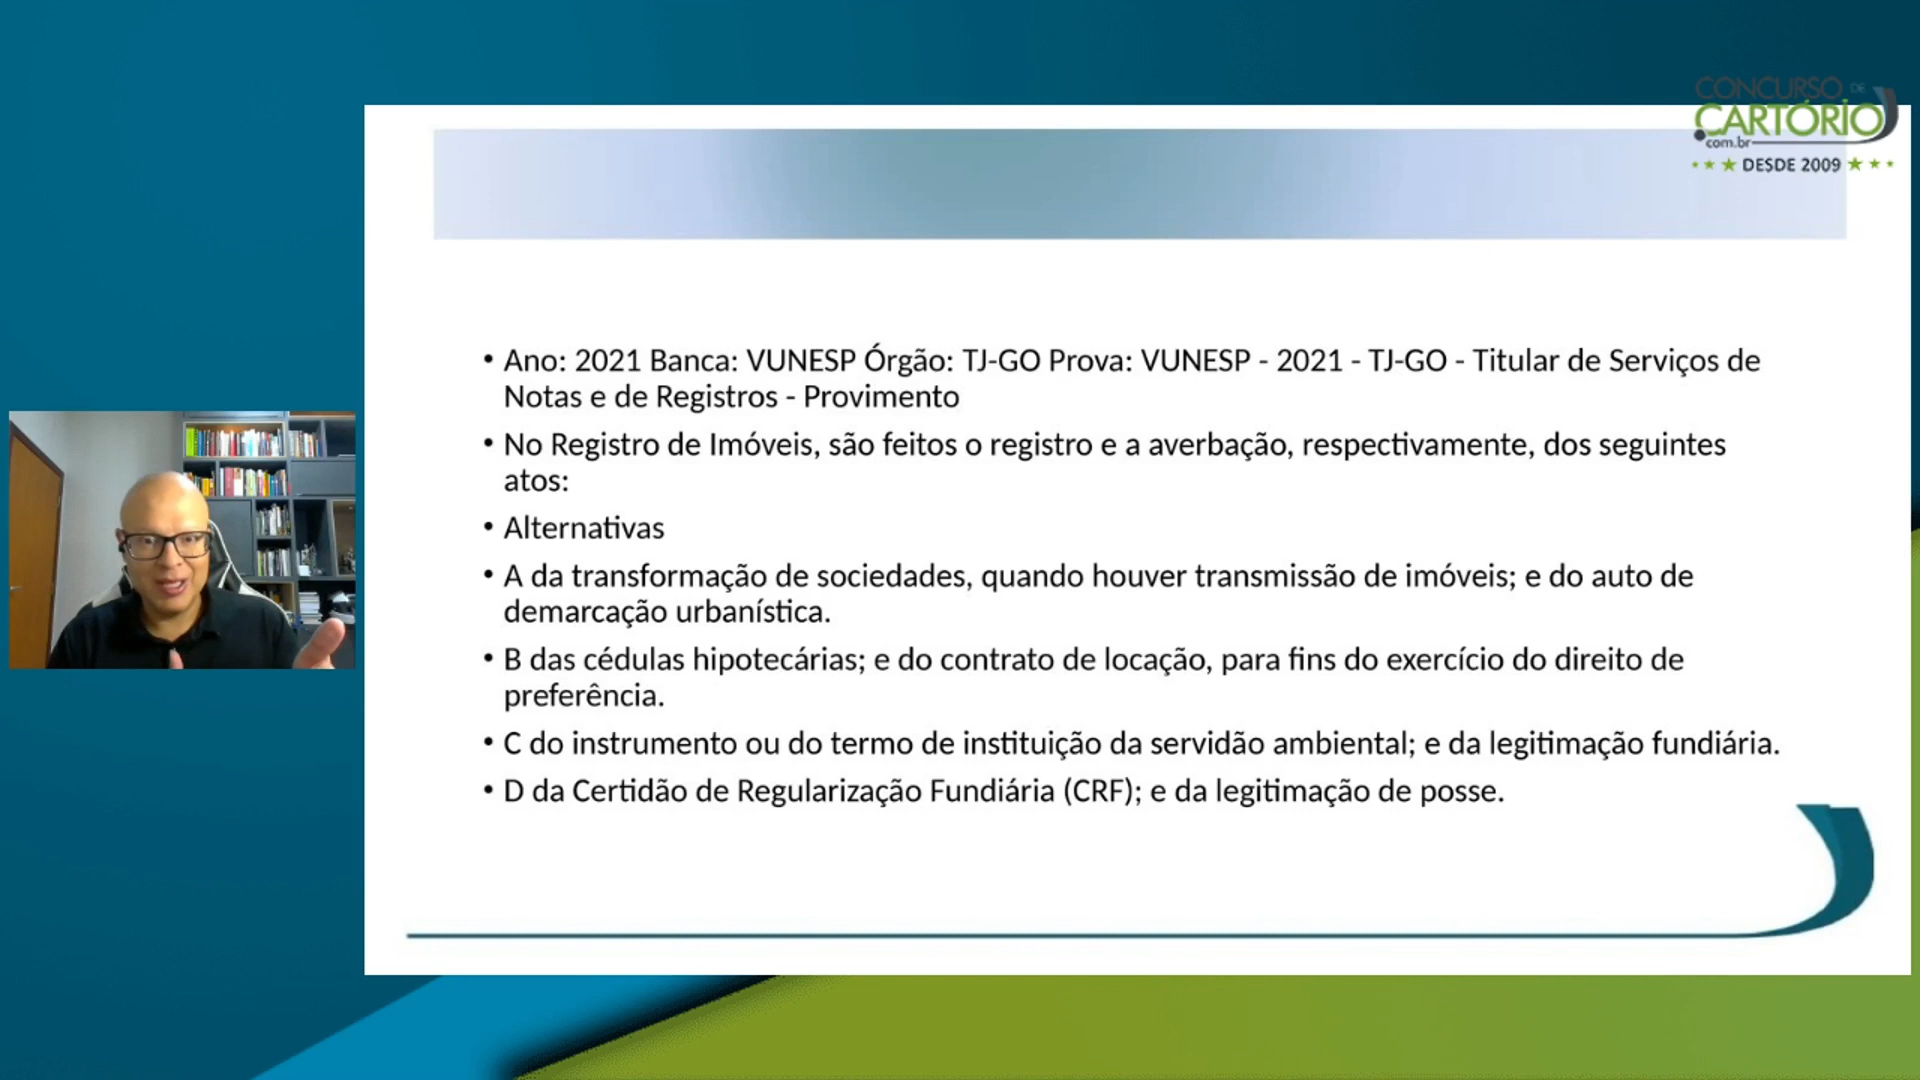 CONCURSO DE
CARTÓRIO
.com.br
DESDE 2009
• Ano: 2021 Banca: VUNESP Órgão: TJ-GO Prova: VUNESP - 2021 - TJ-GO - Titular de Serviços de
Notas e de Registros - Provimento
• No Registro de Imóveis, são feitos o registro e a averbação, respectivamente, dos seguintes
atos:
• Alternativas
• A da transformação de sociedades, quando houver transmissão de imóveis; e do auto de
demarcação urbanística.
• B das cédulas hipotecárias; e do contrato de locação, para fins do exercício do direito de
preferência.
• C do instrumento ou do termo de instituição da servidão ambiental; e da legitimação fundiária.
• D da Certidão de Regularização Fundiária (CRF); e da legitimação de posse.